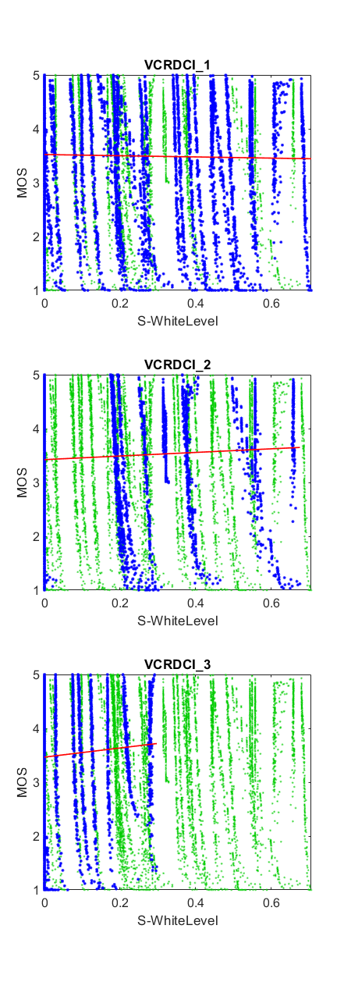 VCRDCI_1
5
4
3
2
1
MOS
0 0.2 0.4 0.6
S-WhiteLevel
VCRDCI_2
5
4
3
2
1
MOS
0 0.2 0.4 0.6
S-WhiteLevel
VCRDCI_3
5
4
3
2
1
MOS
0 0.2 0.4 0.6
S-WhiteLevel